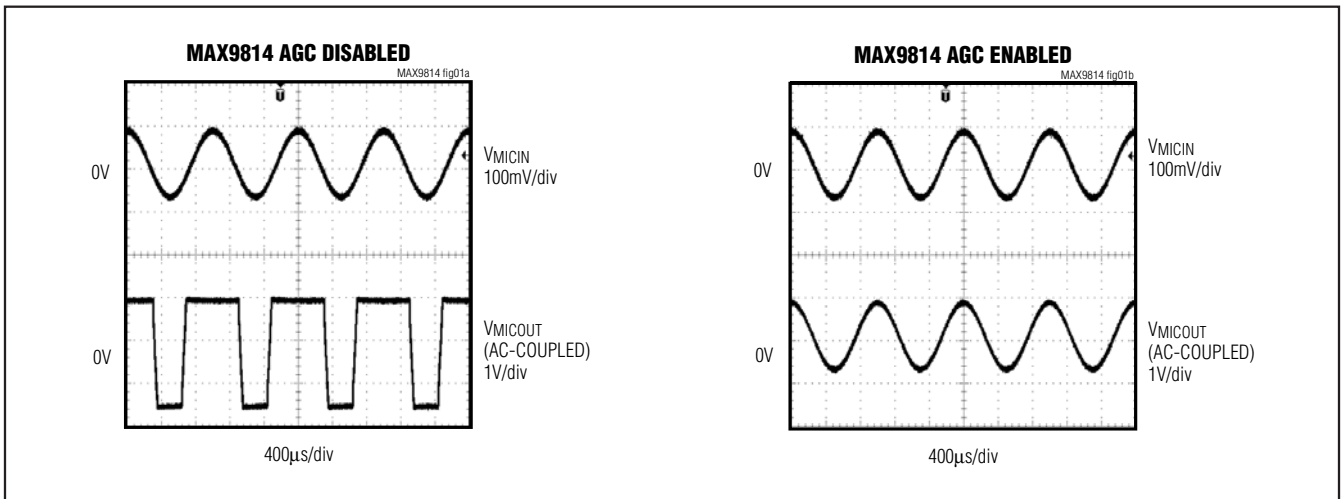 MAX9814 AGC DISABLED
MAX9814 fig01a
0V
VMICIN
100mV/div
0V
VMICOUT
(AC-COUPLED)
1V/div
400μs/div
MAX9814 AGC ENABLED
MAX9814 fig01b
0V
VMICIN
100mV/div
0V
VMICOUT
(AC-COUPLED)
1V/div
400μs/div